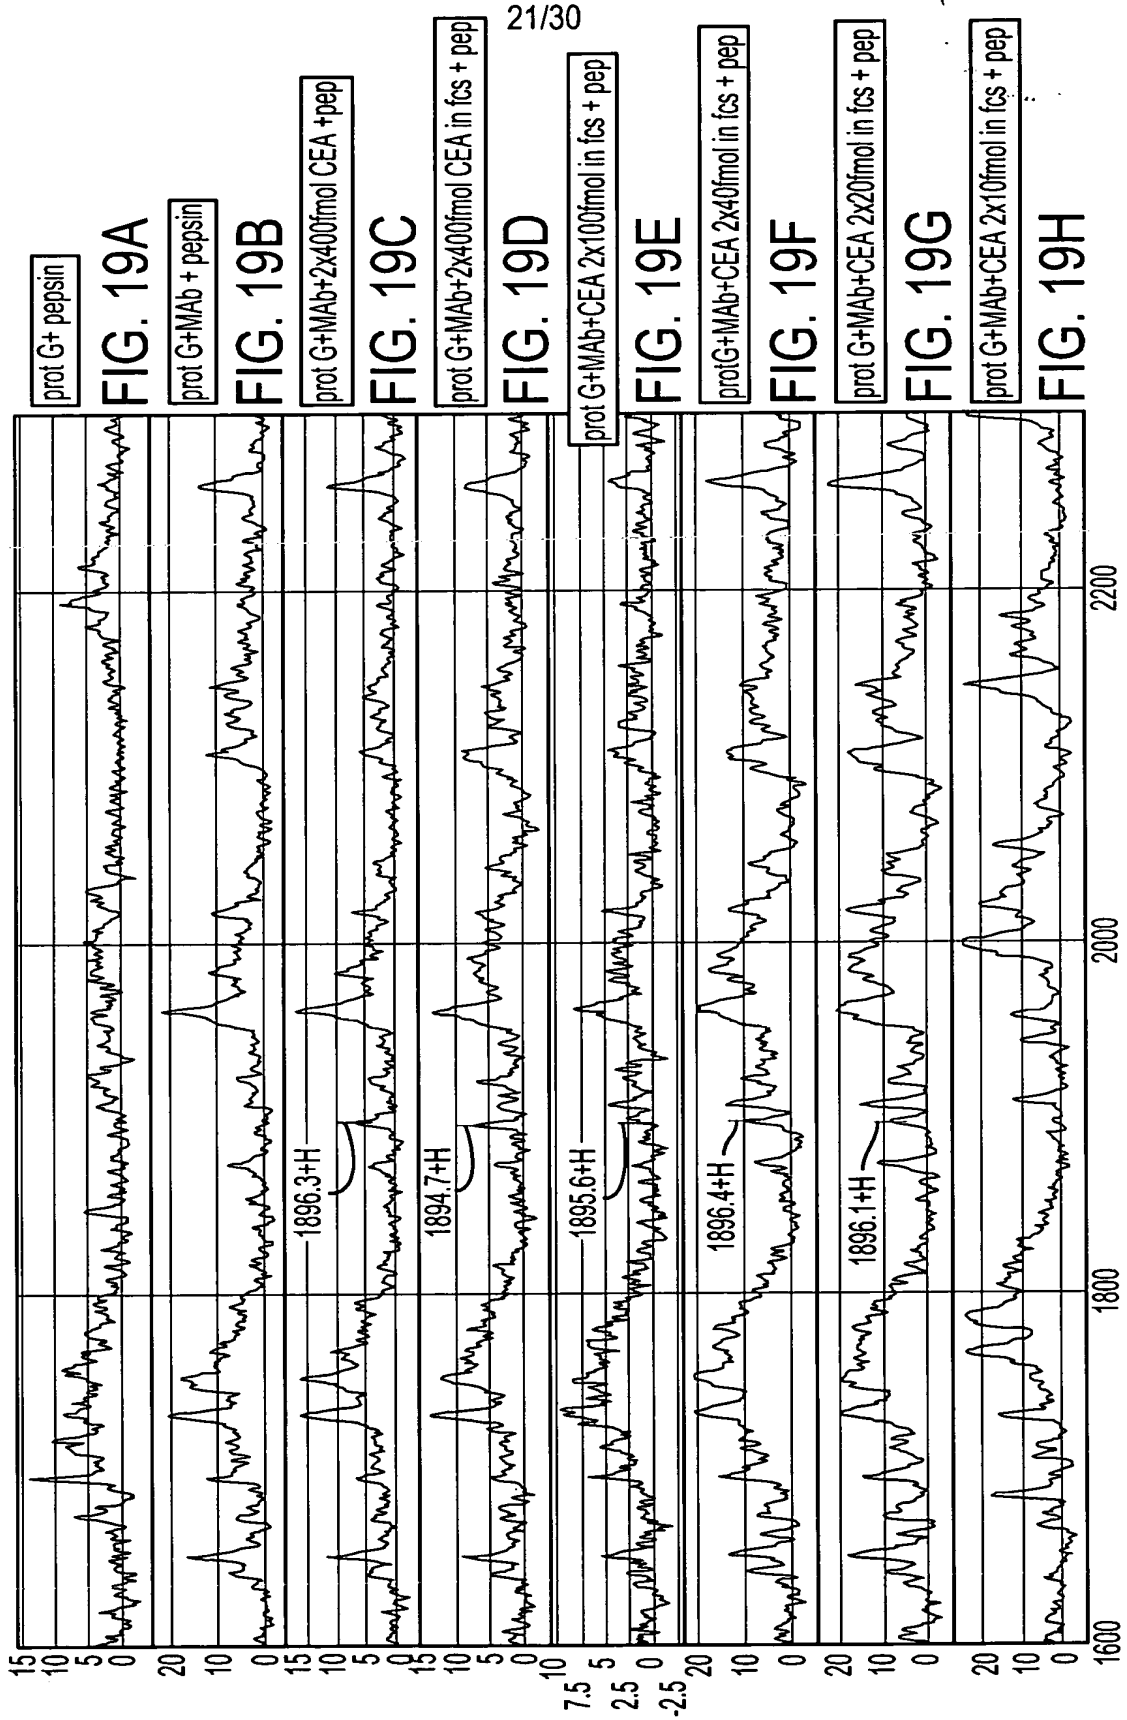 21/30
prot G+ pepsin
FIG. 19A
prot G+MAb + pepsin
FIG. 19B
prot G+MAb+2x400fmol CEA +pep
FIG. 19C
prot G+MAb+2x400fmol CEA in fcs + pep
FIG. 19D
prot G+MAb+CEA 2x100fmol in fcs + pep
FIG. 19E
protG+MAb+CEA 2x40fmol in fcs + pep
FIG. 19F
prot G+MAb+CEA 2x20fmol in fcs + pep
FIG. 19G
prot G+MAb+CEA 2x10fmol in fcs + pep
FIG. 19H
1896.3+H
1894.7+H
1895.6+H
1896.4+H
1896.1+H
15
10
5
0
20
10
0
15
10
5
0
15
10
5
0
10
7.5
5
2.5
0
-2.5
20
10
0
20
10
0
20
10
0
1600
1800
2000
2200